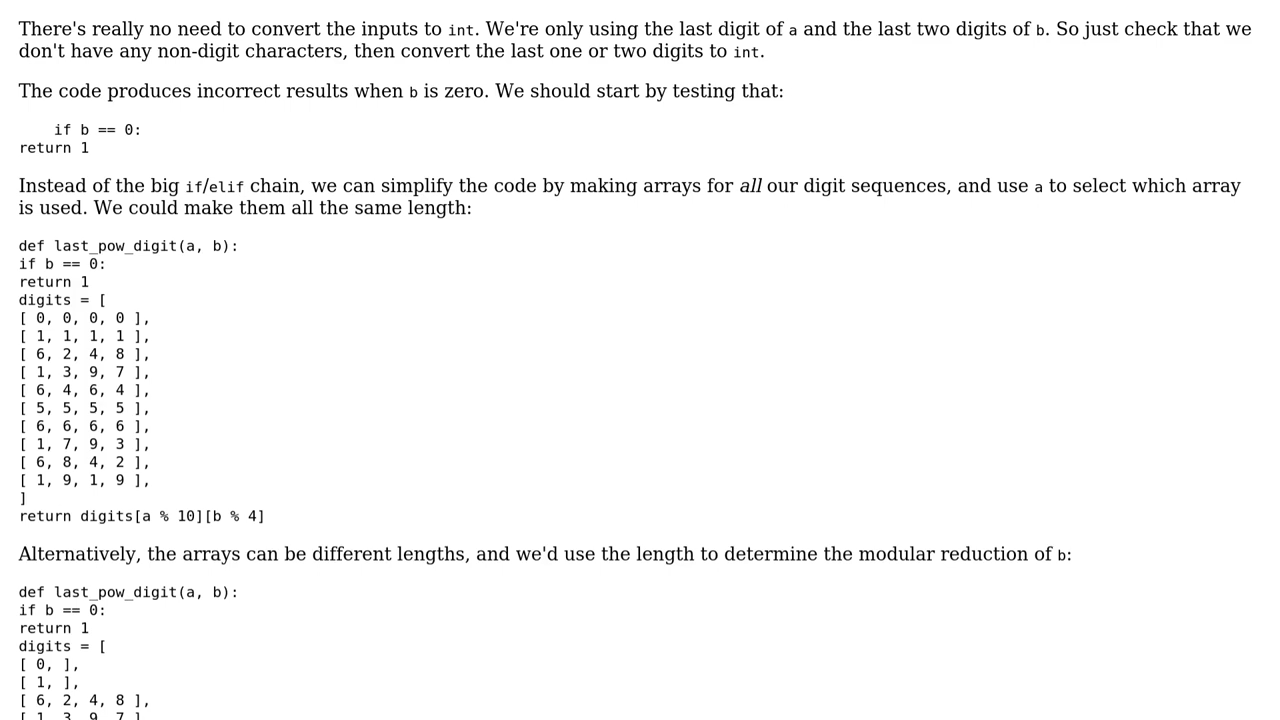 There's really no need to convert the inputs to int. We're only using the last digit of a and the last two digits of b. So just check that we
don't have any non-digit characters, then convert the last one or two digits to int.
The code produces incorrect results when b is zero. We should start by testing that:
    if b == 0:
return 1
Instead of the big if/elif chain, we can simplify the code by making arrays for all our digit sequences, and use a to select which array
is used. We could make them all the same length:
def last_pow_digit(a, b):
if b == 0:
return 1
digits = [
[ 0, 0, 0, 0 ],
[ 1, 1, 1, 1 ],
[ 6, 2, 4, 8 ],
[ 1, 3, 9, 7 ],
[ 6, 4, 6, 4 ],
[ 5, 5, 5, 5 ],
[ 6, 6, 6, 6 ],
[ 1, 7, 9, 3 ],
[ 6, 8, 4, 2 ],
[ 1, 9, 1, 9 ],
]
return digits[a % 10][b % 4]
Alternatively, the arrays can be different lengths, and we'd use the length to determine the modular reduction of b:
def last_pow_digit(a, b):
if b == 0:
return 1
digits = [
[ 0, ],
[ 1, ],
[ 6, 2, 4, 8 ],
[ 1, 3, 9, 7 ],